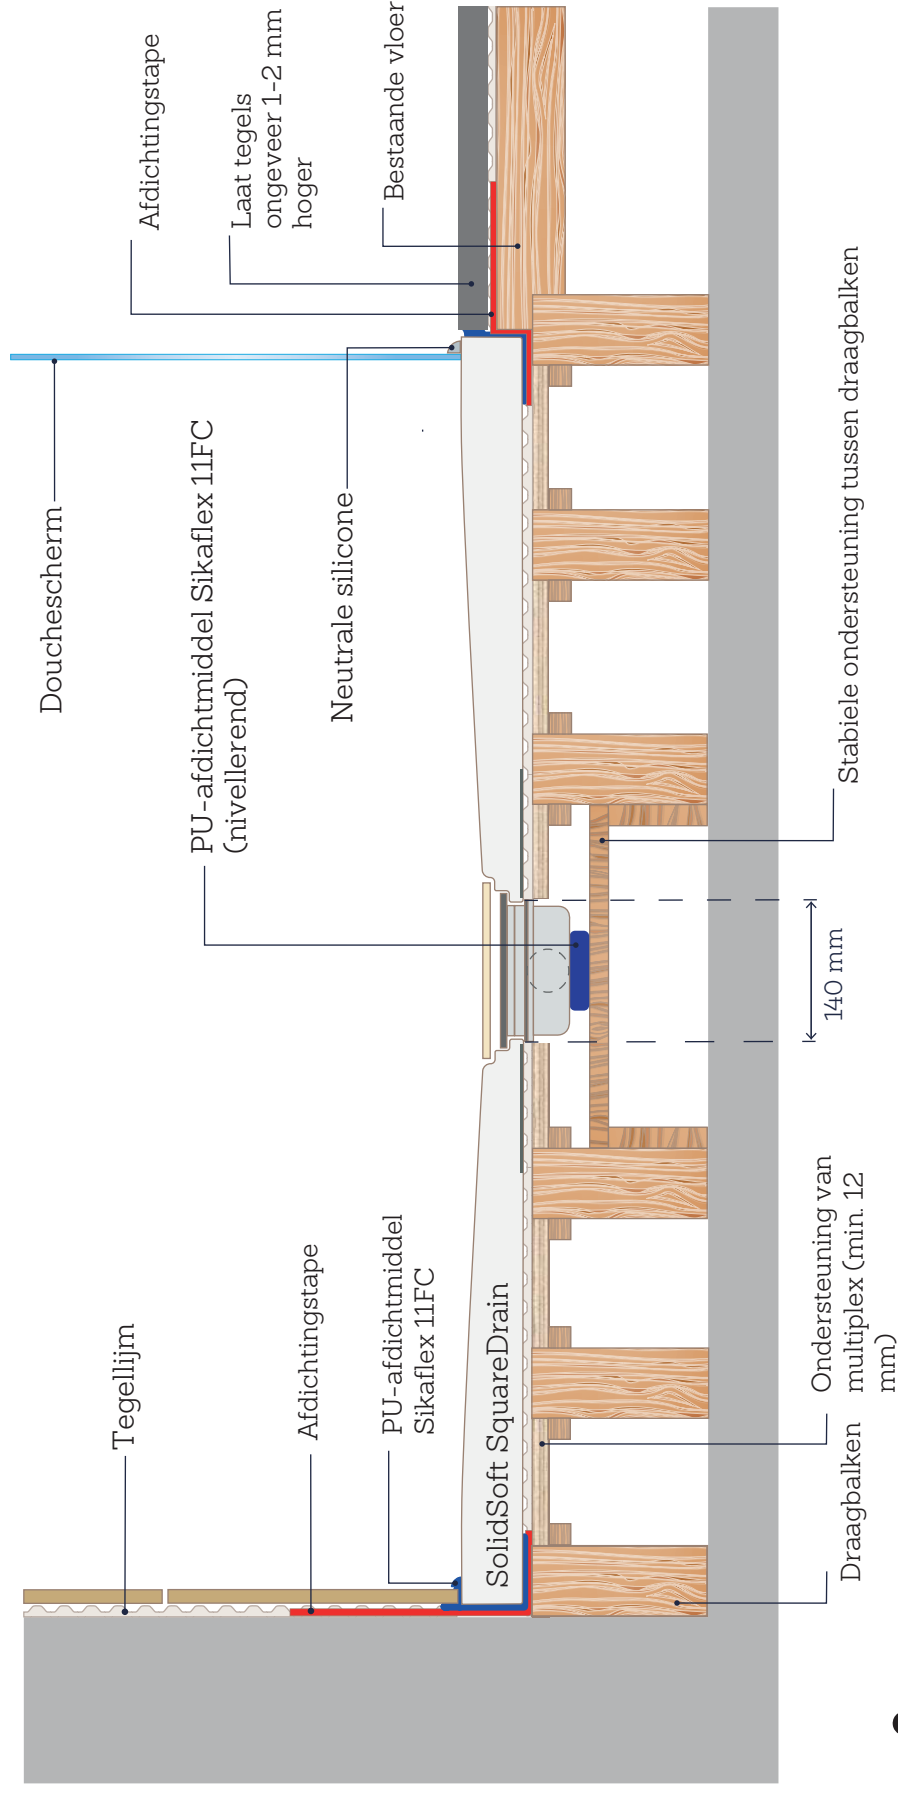 Tegellijm
Afdichtingstape
PU-afdichtmiddel
Sikaflex 11FC
SolidSoft SquareDrain
Douchescherm
PU-afdichtmiddel Sikaflex 11FC
(nivellerend)
Neutrale silicone
Afdichtingstape
Laat tegels
ongeveer 1-2 mm
hoger
Bestaande vloer
Draagbalken
Ondersteuning van
multiplex (min. 12
mm)
140 mm
Stabiele ondersteuning tussen draagbalken